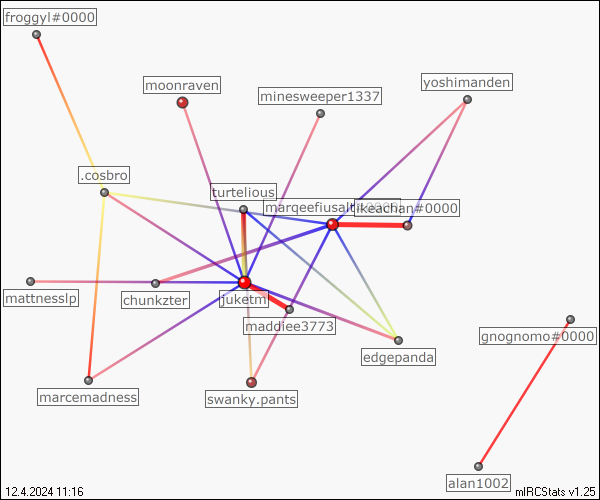 froggyl#0000
moonraven
yoshimanden
minesweeper1337
.cosbro
turtelious
marqeefiusalt#0000
ikeachan#0000
mattnesslp
chunkzter
juketm
maddiee3773
gnognomo#0000
edgepanda
marcemadness
swanky.pants
alan1002
12.4.2024 11:16
mIRCStats v1.25